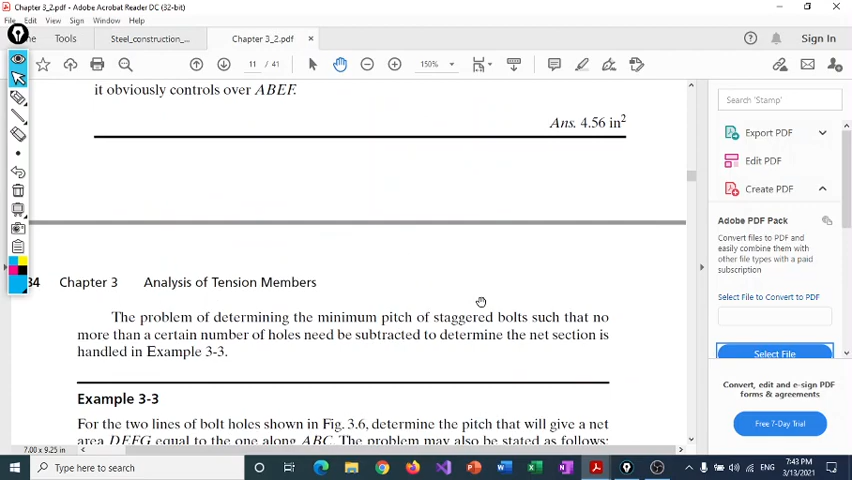 Chapter 3_2.pdf - Adobe Acrobat Reader DC (32-bit)
File Edit View Sign Window Help
Tools Steel_construction_... Chapter 3_2.pdf × Sign In
11 / 41 150%
it obviously controls over ABEF.
Ans. 4.56 in2
34 Chapter 3 Analysis of Tension Members
The problem of determining the minimum pitch of staggered bolts such that no
more than a certain number of holes need be subtracted to determine the net section is
handled in Example 3-3.
Example 3-3
For the two lines of bolt holes shown in Fig. 3.6, determine the pitch that will give a net
area DEFG equal to the one along ABC. The problem may also be stated as follows:
7.00 x 9.25 in
Search 'Stamp'
Export PDF
Edit PDF
Create PDF
Adobe PDF Pack
Convert files to PDF and
easily combine them with
other file types with a paid
subscription
Select File to Convert to PDF
Select File
Convert, edit and e-sign PDF
forms & agreements
Free 7-Day Trial
Type here to search
ENG
7:43 PM
3/13/2021